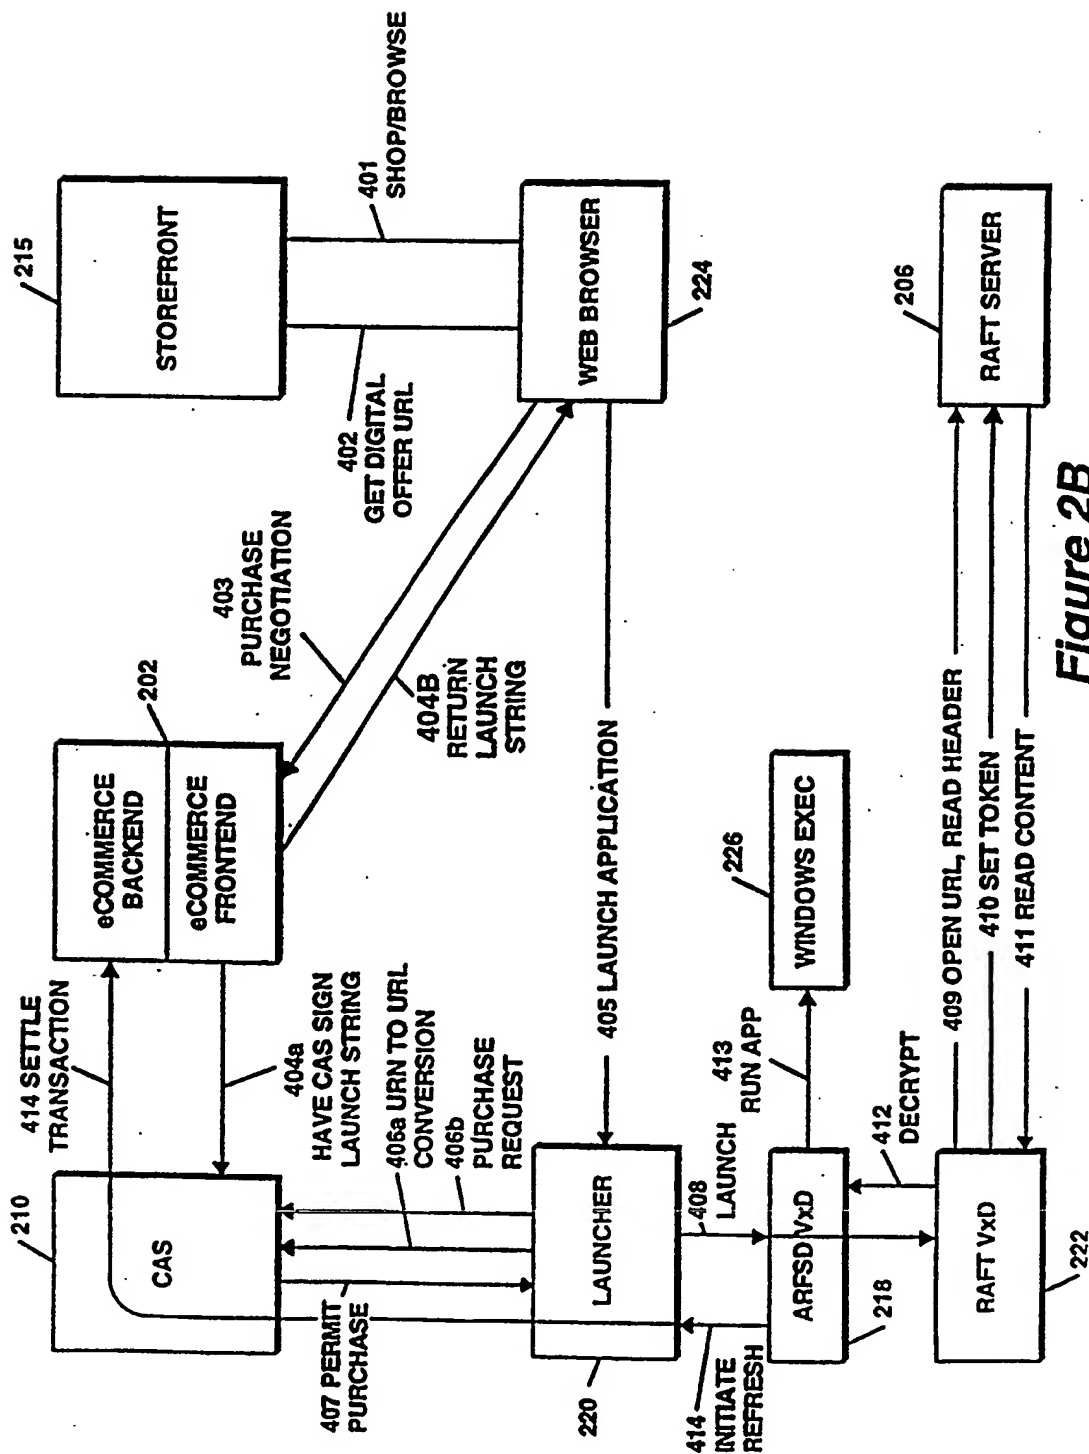 215
STOREFRONT
401
SHOP/BROWSE
402
GET DIGITAL
OFFER URL
WEB BROWSER
224
206
RAFT SERVER
403
PURCHASE
NEGOTIATION
404B
RETURN
LAUNCH
STRING
202
eCOMMERCE
BACKEND
eCOMMERCE
FRONTEND
414 SETTLE
TRANSACTION
404a
HAVE CAS SIGN
LAUNCH STRING
406a URN TO URL
CONVERSION
406b
PURCHASE
REQUEST
405 LAUNCH APPLICATION
226
WINDOWS EXEC
413
RUN APP
409 OPEN URL, READ HEADER
410 SET TOKEN
411 READ CONTENT
412
DECRYPT
210
CAS
407 PERMIT
PURCHASE
LAUNCHER
220
408
LAUNCH
ARFSD VxD
218
414
INITIATE
REFRESH
RAFT VxD
222
Figure 2B